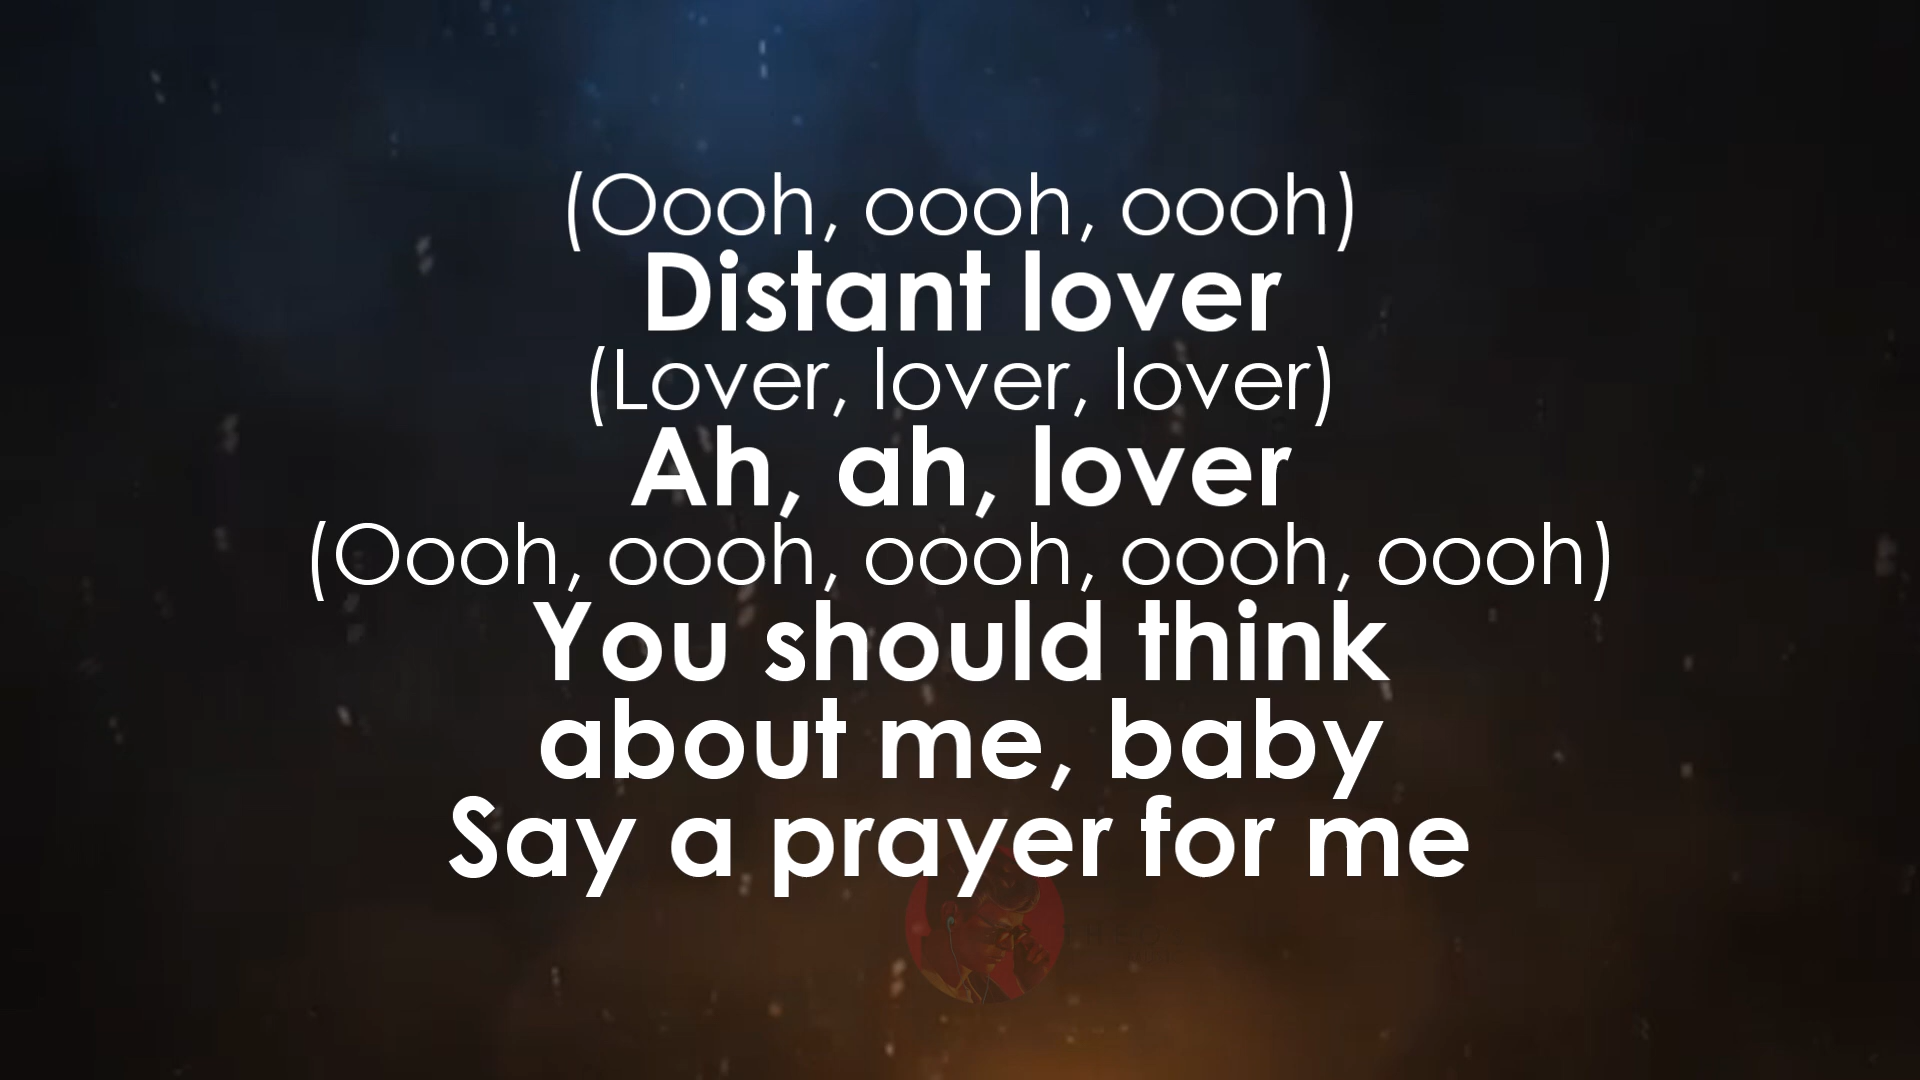 (Oooh, oooh, oooh)
Distant lover
(Lover, lover, lover)
Ah, ah, lover
(Oooh, oooh, oooh, oooh, oooh)
You should think
about me, baby
Say a prayer for me